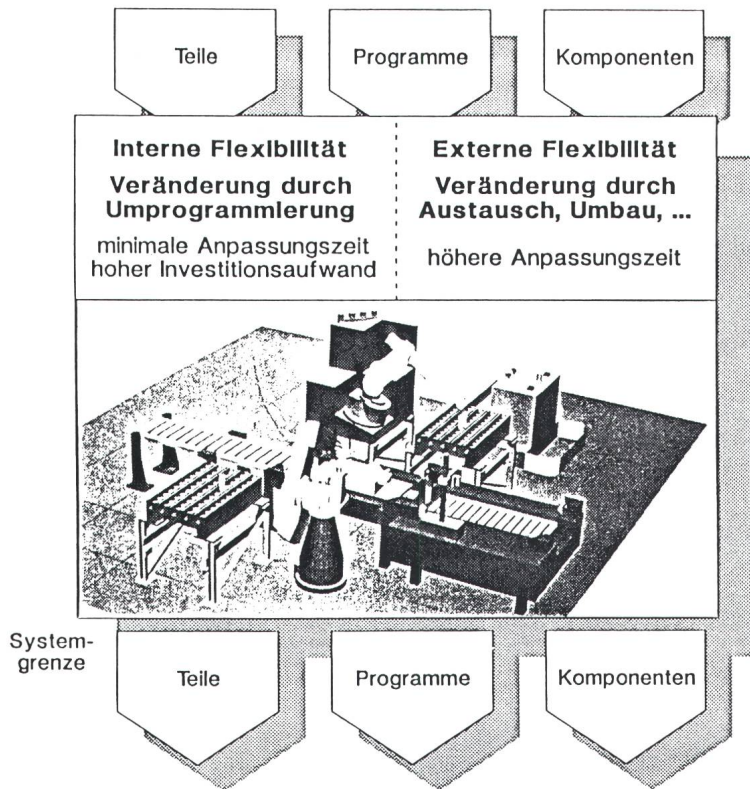 Teile
Programme
Komponenten
Interne Flexibilität
Veränderung durch
Umprogrammierung
minimale Anpassungszeit
hoher Investitionsaufwand
Externe Flexibilität
Veränderung durch
Austausch, Umbau, ...
höhere Anpassungszeit
System-
grenze
Teile
Programme
Komponenten